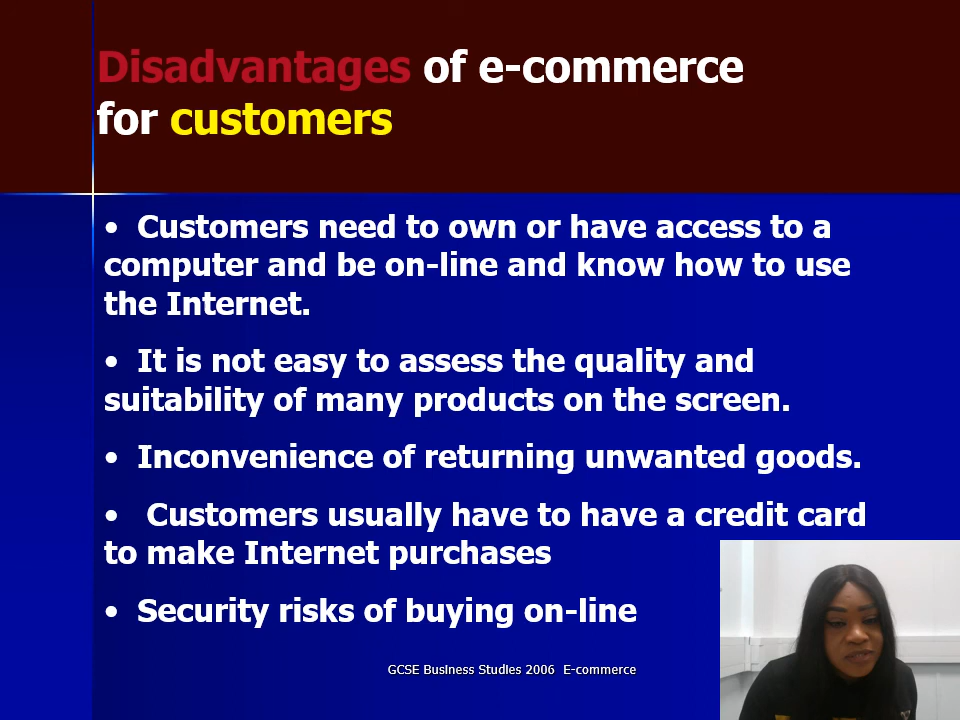 Disadvantages of e-commerce
for customers
• Customers need to own or have access to a
computer and be on-line and know how to use
the Internet.
• It is not easy to assess the quality and
suitability of many products on the screen.
• Inconvenience of returning unwanted goods.
• Customers usually have to have a credit card
to make Internet purchases
• Security risks of buying on-line
GCSE Business Studies 2006 E-commerce